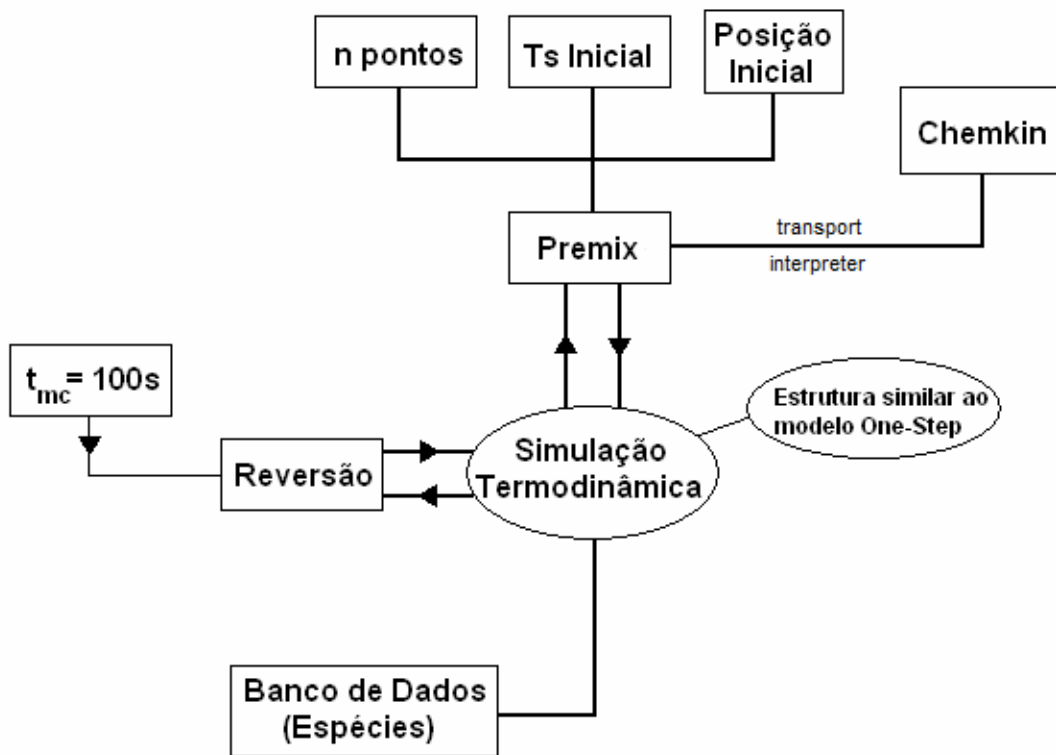 n pontos
Ts Inicial
Posição
Inicial
Chemkin
transport
interpreter
Premix
t_mc = 100s
Reversão
Simulação
Termodinâmica
Estrutura similar ao
modelo One-Step
Banco de Dados
(Espécies)